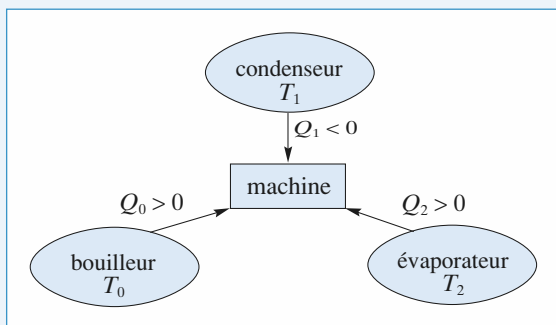 condenseur
T₁
Q₁ < 0
machine
Q₀ > 0
Q₂ > 0
bouilleur
T₀
évaporateur
T₂